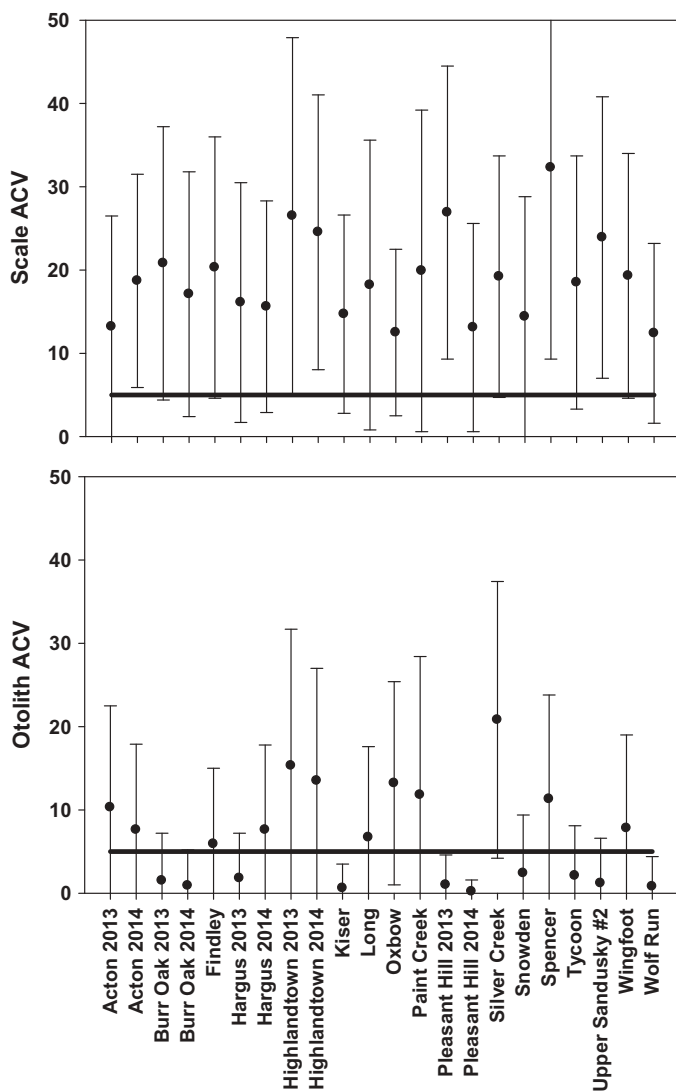 Scale ACV
50
40
30
20
10
0
Otolith ACV
50
40
30
20
10
0
Acton 2013
Acton 2014
Burr Oak 2013
Burr Oak 2014
Findley
Hargus 2013
Hargus 2014
Highlandtown 2013
Highlandtown 2014
Kiser
Long
Oxbow
Paint Creek
Pleasant Hill 2013
Pleasant Hill 2014
Silver Creek
Snowden
Spencer
Tycoon
Upper Sandusky #2
Wingfoot
Wolf Run